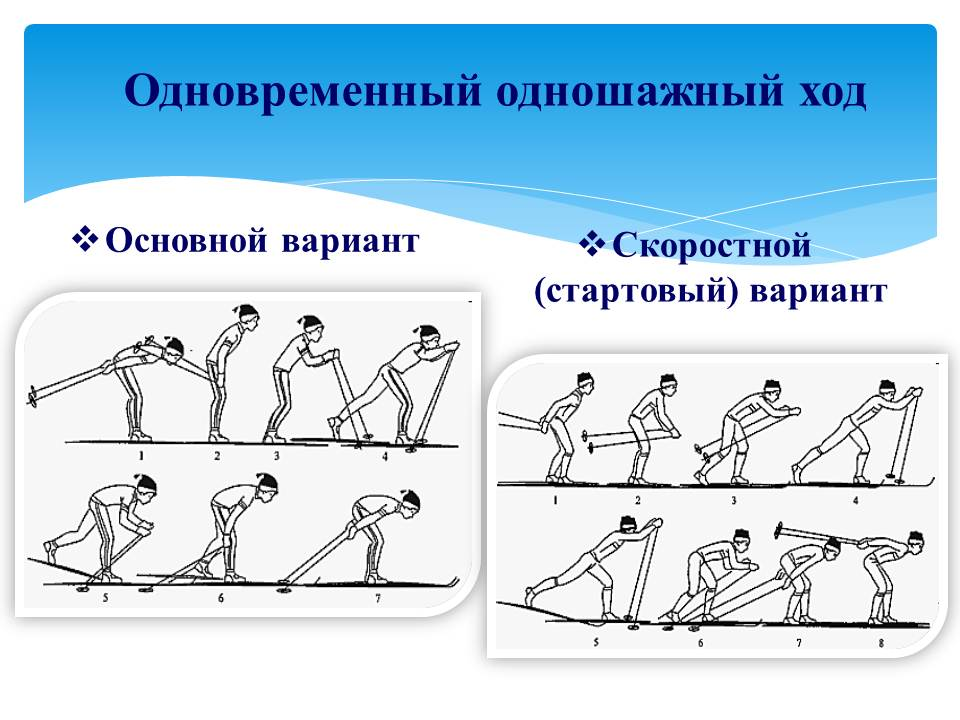 Одновременный одношажный ход
❖ Основной вариант
1 2 3 4
5 6 7
❖ Скоростной
(стартовый) вариант
1 2 3 4
5 6 7 8